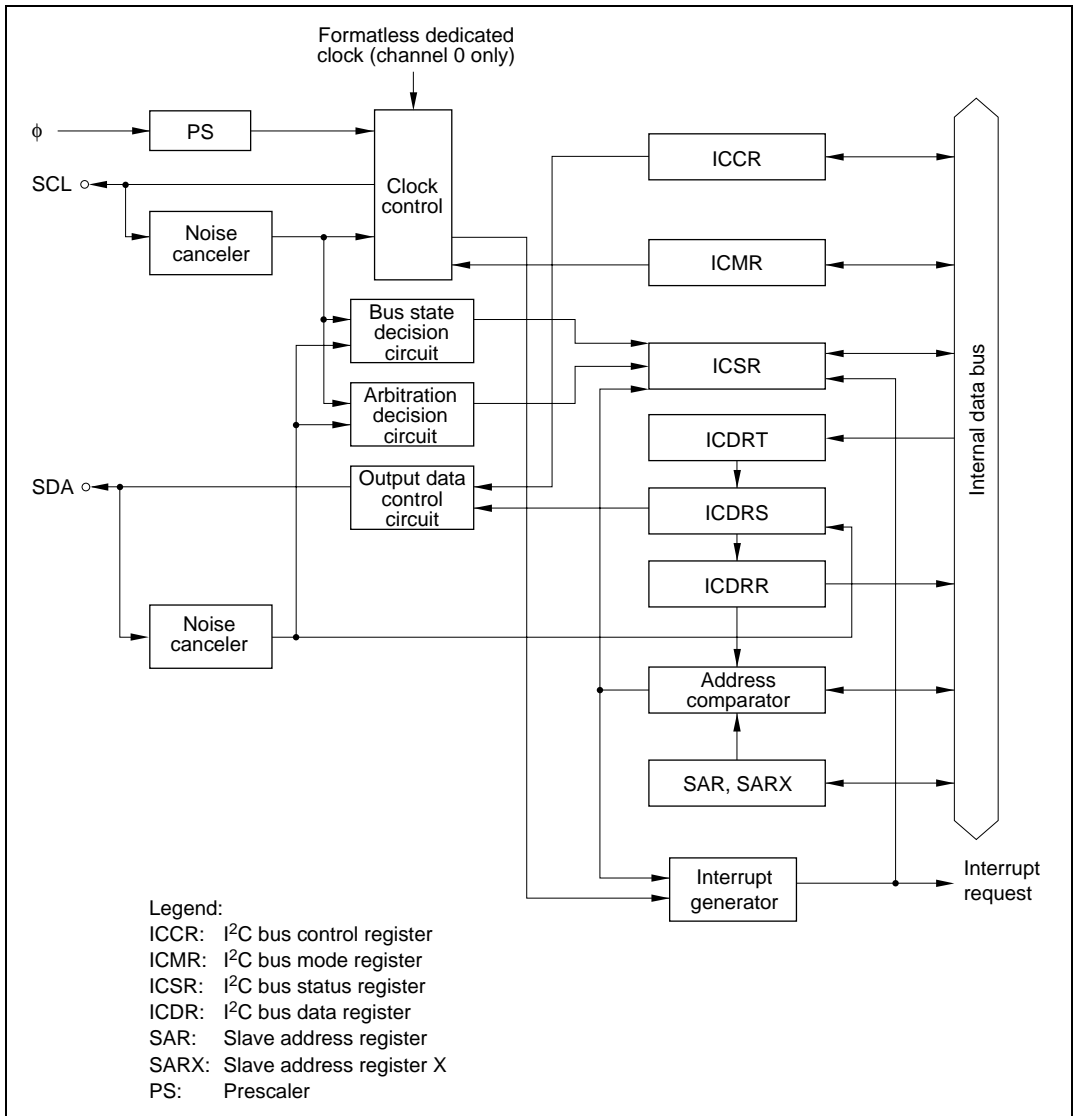 Formatless dedicated
clock (channel 0 only)
ϕ
PS
SCL
Clock
control
Noise
canceler
ICCR
ICMR
Bus state
decision
circuit
ICSR
Arbitration
decision
circuit
ICDRT
SDA
Output data
control
circuit
ICDRS
ICDRR
Noise
canceler
Address
comparator
SAR, SARX
Internal data bus
Interrupt
generator
Interrupt
request
Legend:
ICCR: I²C bus control register
ICMR: I²C bus mode register
ICSR: I²C bus status register
ICDR: I²C bus data register
SAR: Slave address register
SARX: Slave address register X
PS: Prescaler